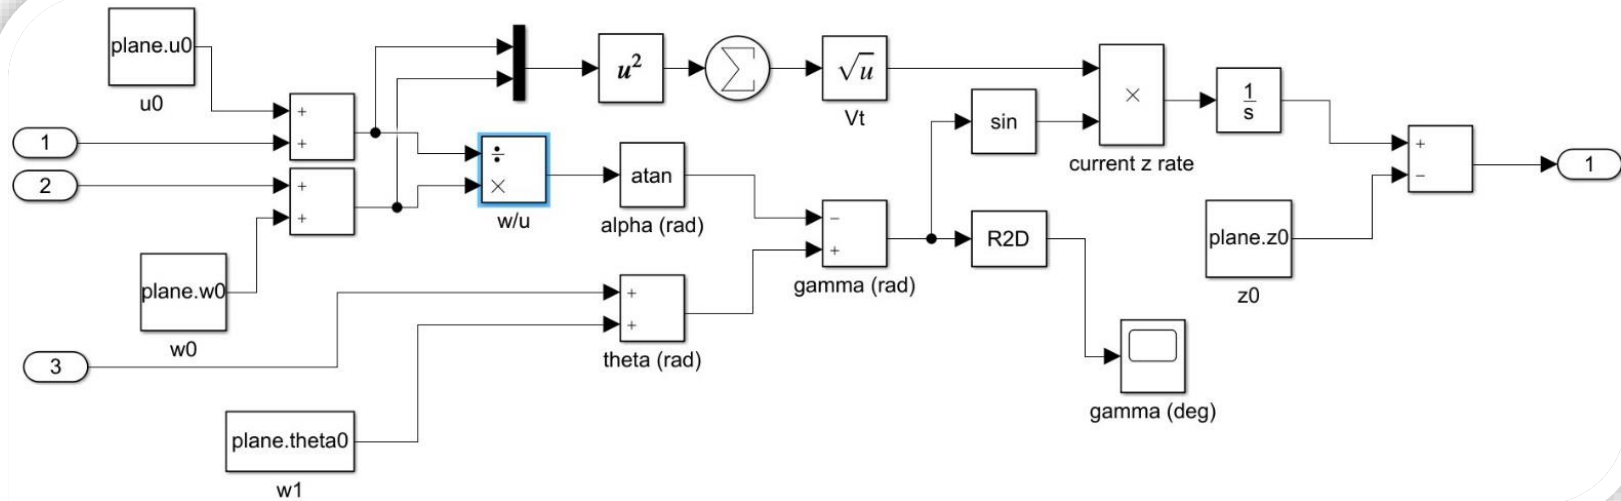 plane.u0
u0
1
2
+
+
+
+
plane.w0
w0
3
plane.theta0
w1
÷
×
w/u
u²
∑
√u
Vt
atan
alpha (rad)
+
+
theta (rad)
−
+
gamma (rad)
sin
R2D
×
current z rate
1
s
gamma (deg)
plane.z0
z0
+
−
1